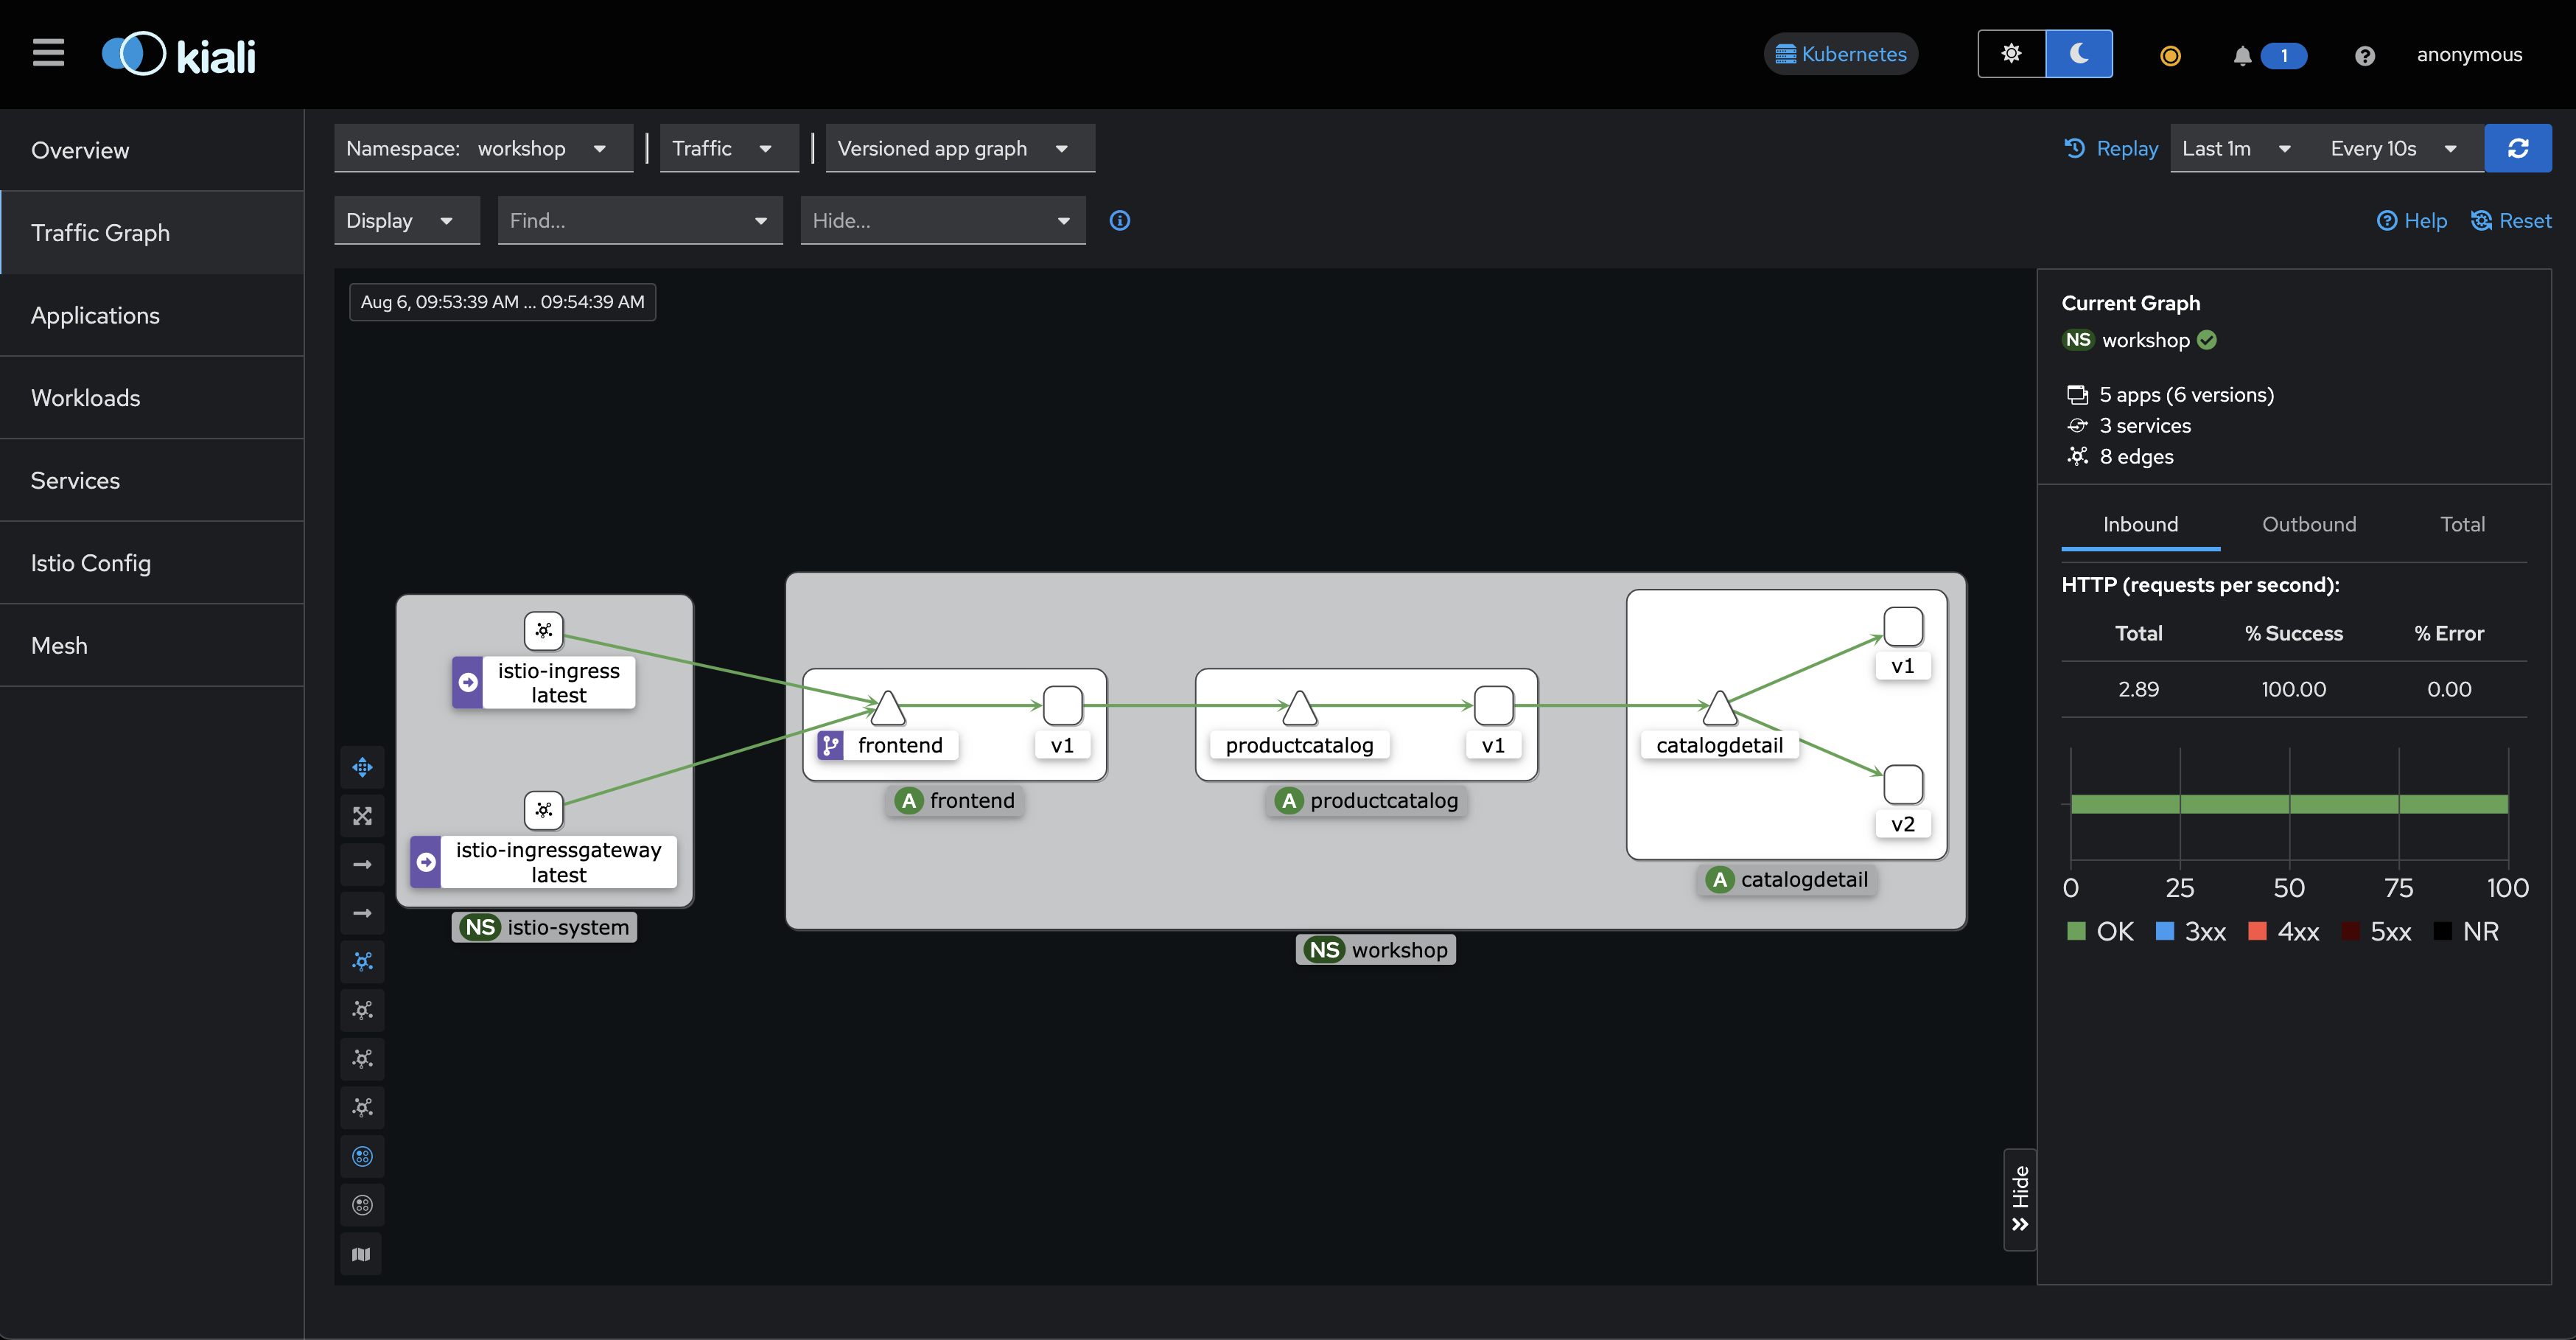 kiali
Kubernetes
1
anonymous
Overview
Traffic Graph
Applications
Workloads
Services
Istio Config
Mesh
Namespace: workshop
Traffic
Versioned app graph
Replay
Last 1m
Every 10s
Display
Find...
Hide...
Help
Reset
Aug 6, 09:53:39 AM ... 09:54:39 AM
istio-ingress
latest
istio-ingressgateway
latest
NS istio-system
frontend
v1
A frontend
productcatalog
v1
A productcatalog
catalogdetail
v1
v2
A catalogdetail
NS workshop
Hide
Current Graph
NS workshop
5 apps (6 versions)
3 services
8 edges
Inbound
Outbound
Total
HTTP (requests per second):
Total % Success % Error
2.89 100.00 0.00
0 25 50 75 100
OK 3xx 4xx 5xx NR